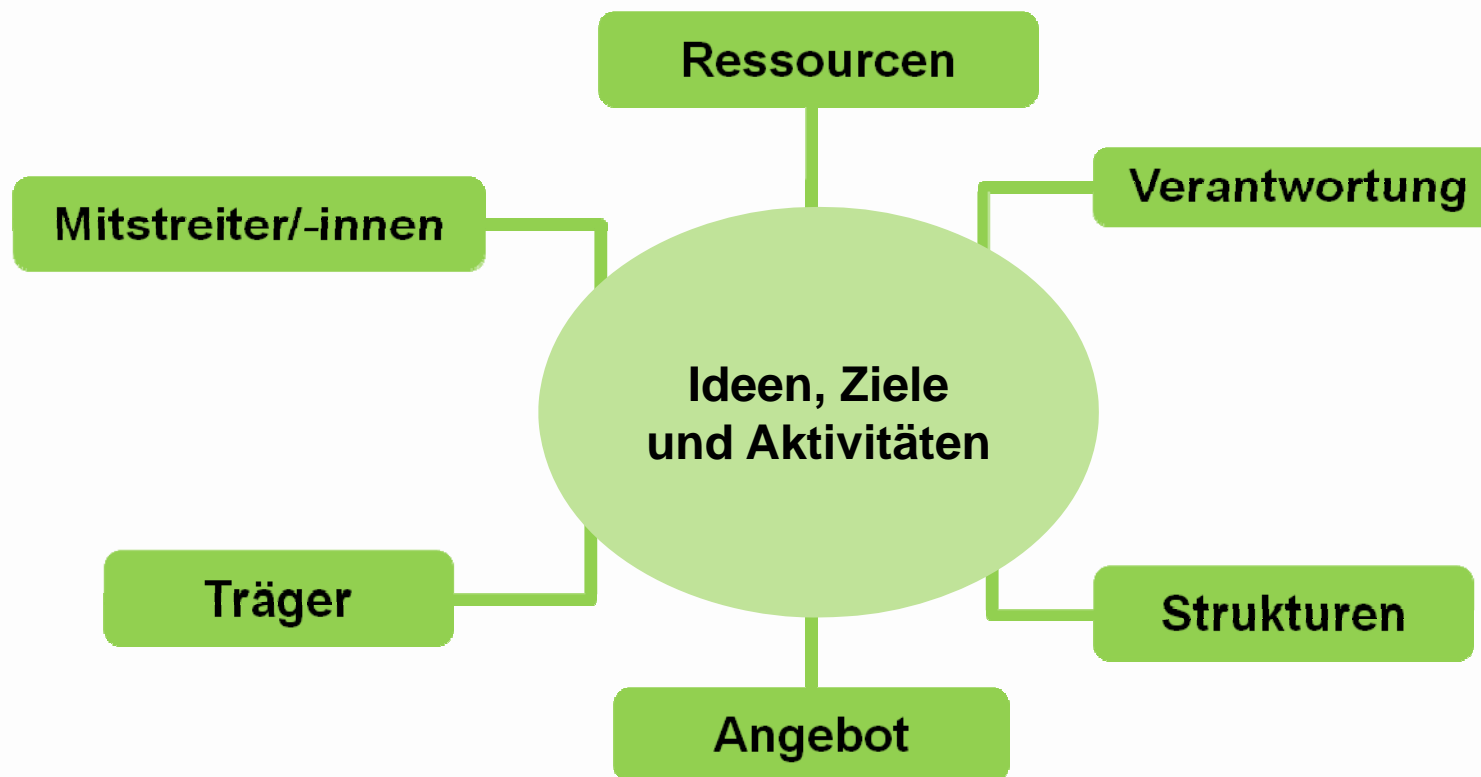 Ressourcen
Verantwortung
Mitstreiter/-innen
Ideen, Ziele
und Aktivitäten
Träger
Strukturen
Angebot